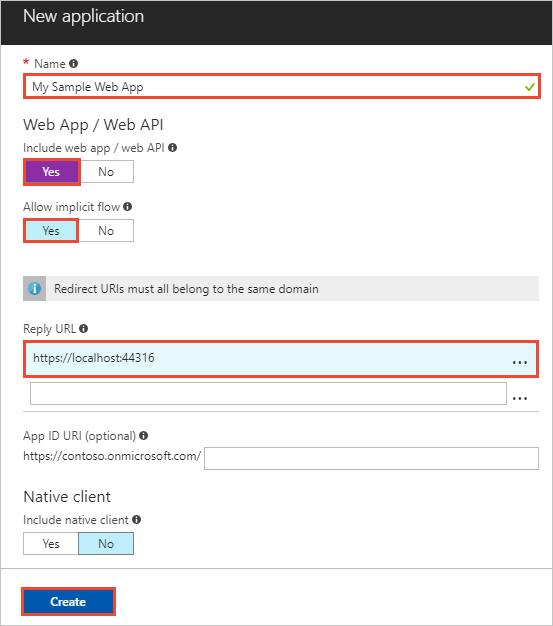 New application
* Name
My Sample Web App
Web App / Web API
Include web app / web API
Yes No
Allow implicit flow
Yes No
Redirect URIs must all belong to the same domain
Reply URL
https://localhost:44316 ...
...
App ID URI (optional)
https://contoso.onmicrosoft.com/
Native client
Include native client
Yes No
Create